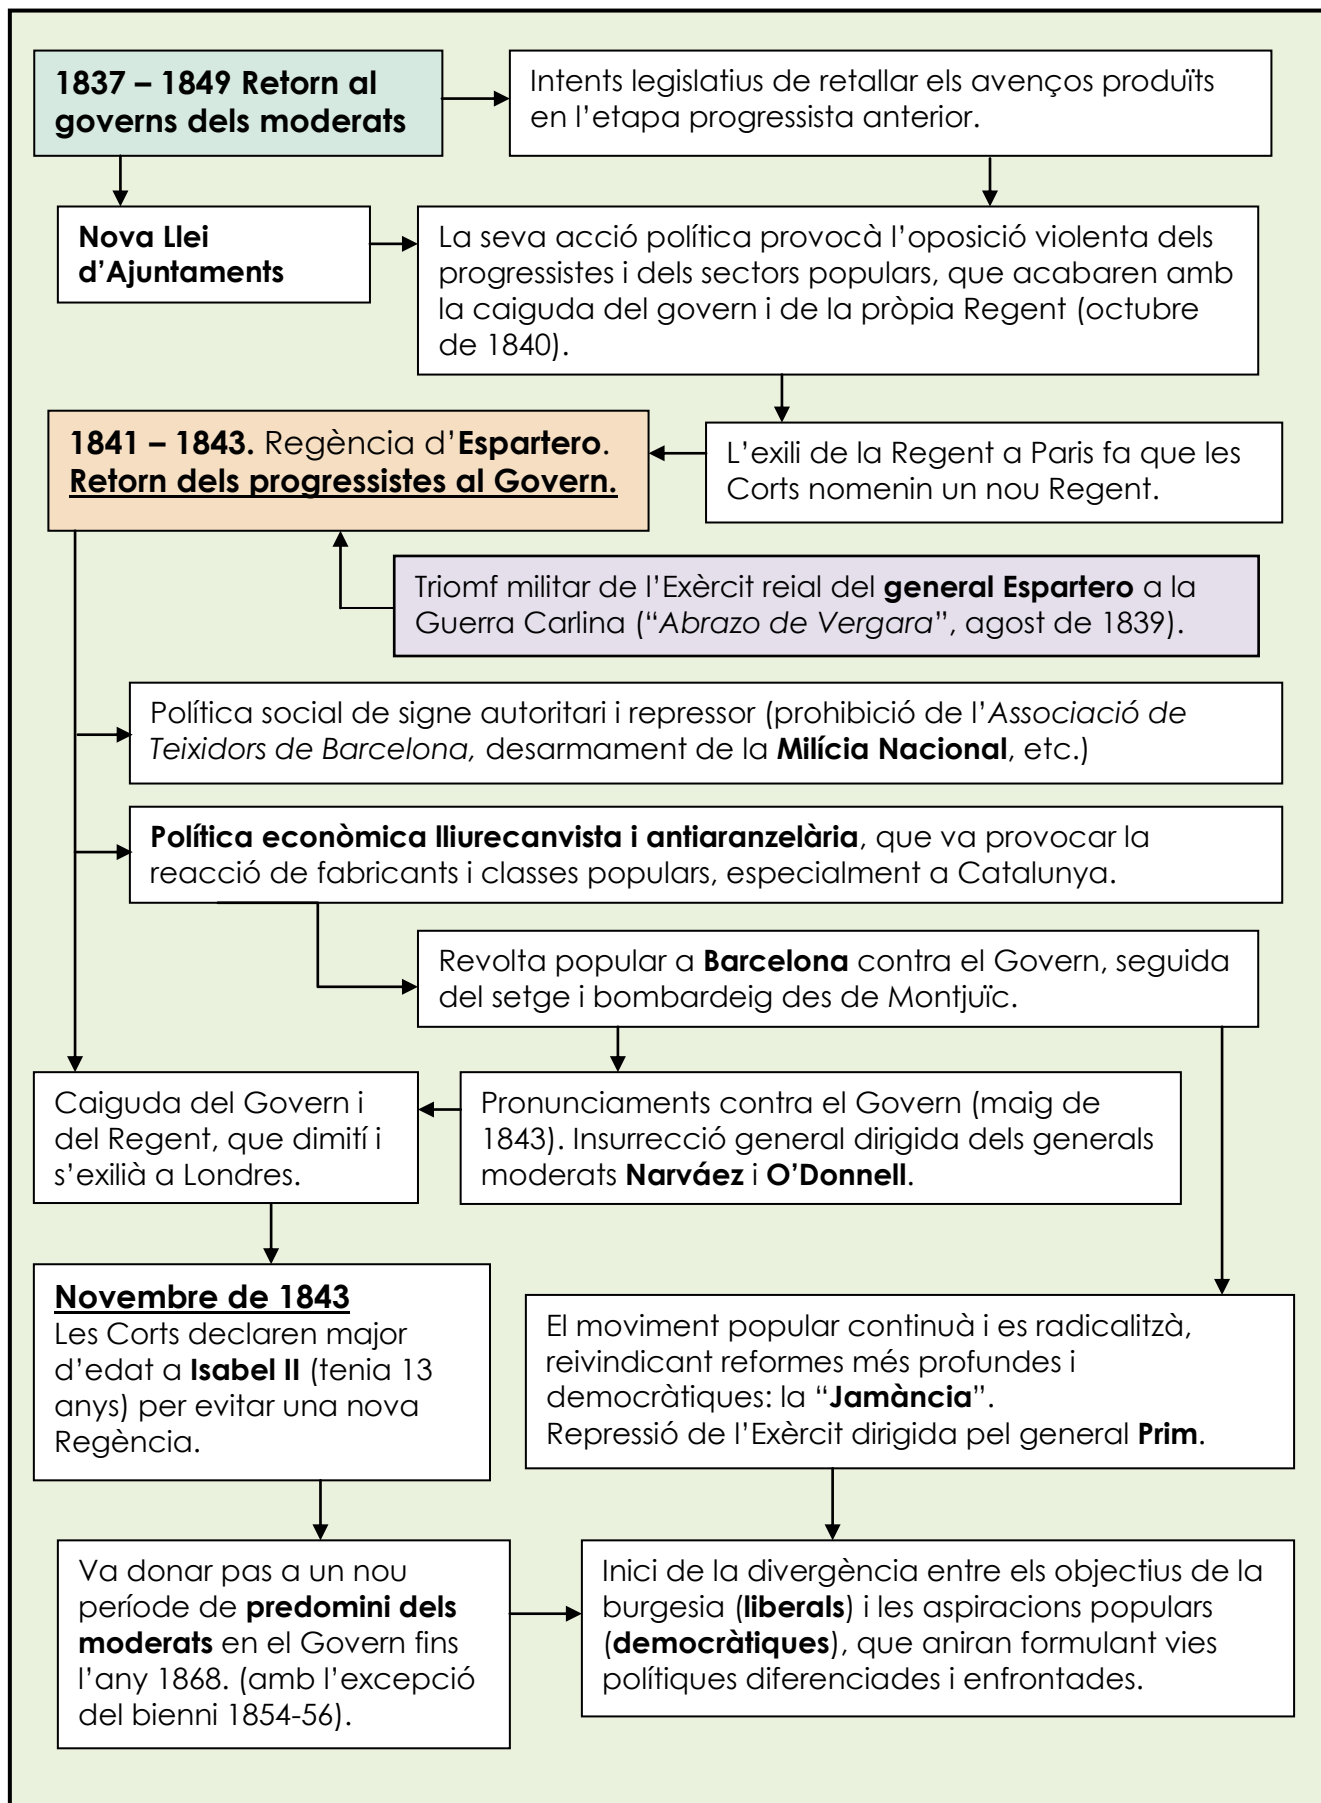 1837 – 1849 Retorn al
governs dels moderats
Intents legislatius de retallar els avenços produïts
en l’etapa progressista anterior.
Nova Llei
d’Ajuntaments
La seva acció política provocà l’oposició violenta dels
progressistes i dels sectors populars, que acabaren amb
la caiguda del govern i de la pròpia Regent (octubre
de 1840).
1841 – 1843. Regència d’Espartero.
Retorn dels progressistes al Govern.
L’exili de la Regent a Paris fa que les
Corts nomenin un nou Regent.
Triomf militar de l’Exèrcit reial del general Espartero a la
Guerra Carlina (“Abrazo de Vergara”, agost de 1839).
Política social de signe autoritari i repressor (prohibició de l’Associació de
Teixidors de Barcelona, desarmament de la Milícia Nacional, etc.)
Política econòmica lliurecanvista i antiaranzelària, que va provocar la
reacció de fabricants i classes populars, especialment a Catalunya.
Revolta popular a Barcelona contra el Govern, seguida
del setge i bombardeig des de Montjuïc.
Caiguda del Govern i
del Regent, que dimití i
s’exilià a Londres.
Pronunciaments contra el Govern (maig de
1843). Insurrecció general dirigida dels generals
moderats Narváez i O’Donnell.
Novembre de 1843
Les Corts declaren major
d’edat a Isabel II (tenia 13
anys) per evitar una nova
Regència.
El moviment popular continuà i es radicalitzà,
reivindicant reformes més profundes i
democràtiques: la “Jamància”.
Repressió de l’Exèrcit dirigida pel general Prim.
Va donar pas a un nou
període de predomini dels
moderats en el Govern fins
l’any 1868. (amb l’excepció
del bienni 1854-56).
Inici de la divergència entre els objectius de la
burgesia (liberals) i les aspiracions populars
(democràtiques), que aniran formulant vies
polítiques diferenciades i enfrontades.